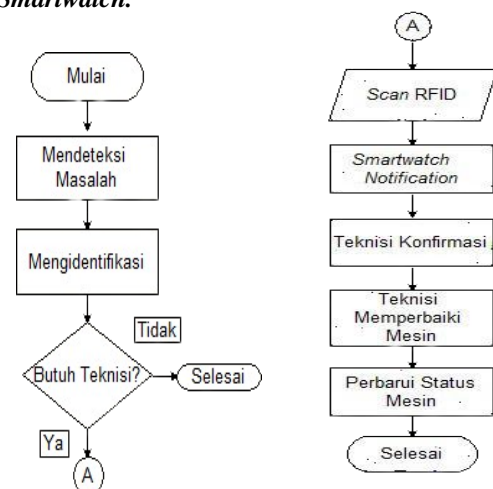 Smartwatch.
Mulai
Mendeteksi
Masalah
Mengidentifikasi
Butuh Teknisi?
Tidak
Selesai
Ya
A
A
Scan RFID
Smartwatch
Notification
Teknisi Konfirmasi
Teknisi
Memperbaiki
Mesin
Perbarui Status
Mesin
Selesai